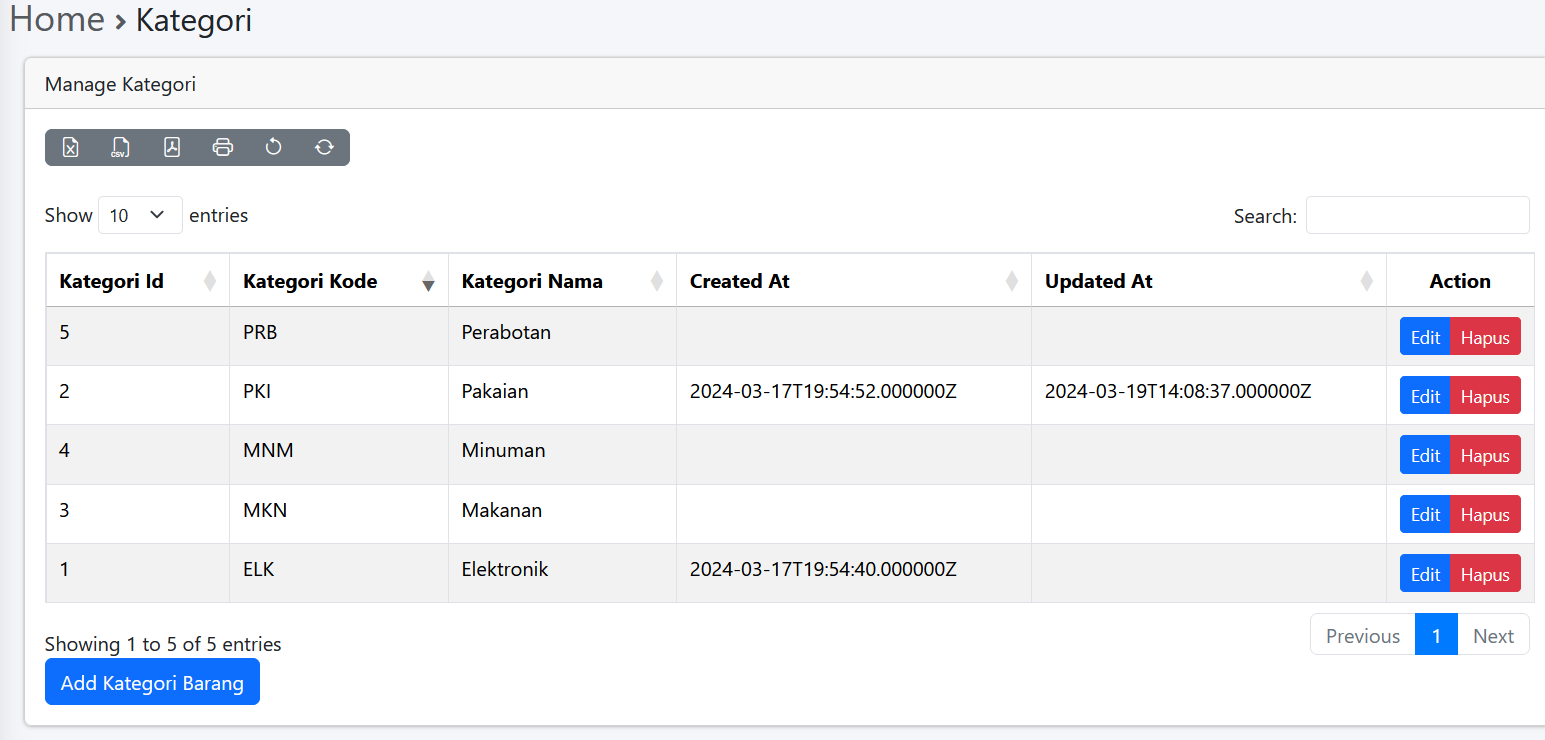 Home › Kategori
Manage Kategori
CSV
Show 10 entries
Search:
Kategori Id Kategori Kode Kategori Nama Created At Updated At Action
5 PRB Perabotan Edit Hapus
2 PKI Pakaian 2024-03-17T19:54:52.000000Z 2024-03-19T14:08:37.000000Z Edit Hapus
4 MNM Minuman Edit Hapus
3 MKN Makanan Edit Hapus
1 ELK Elektronik 2024-03-17T19:54:40.000000Z Edit Hapus
Showing 1 to 5 of 5 entries
Previous 1 Next
Add Kategori Barang